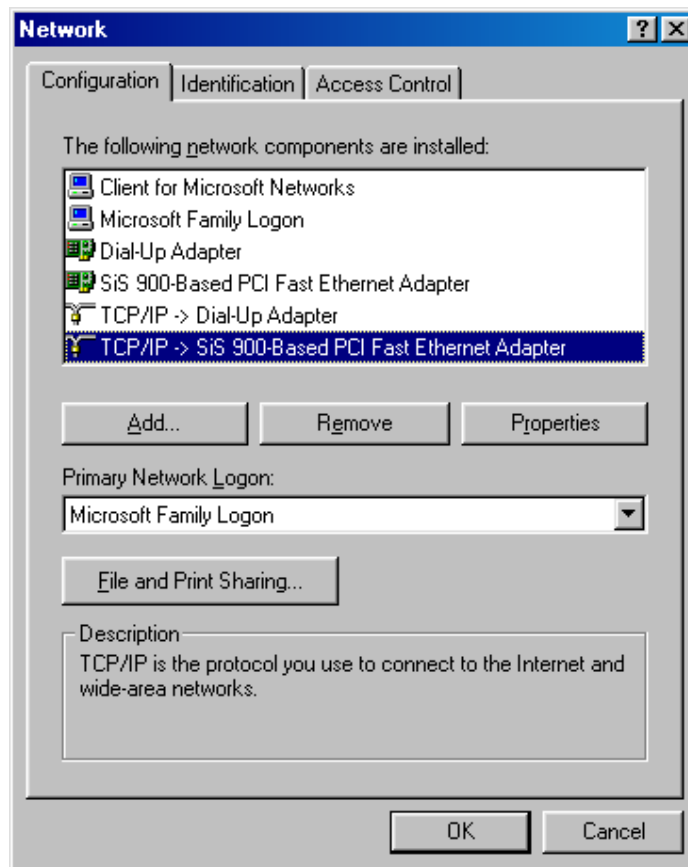 Network
Configuration Identification Access Control
The following network components are installed:
Client for Microsoft Networks
Microsoft Family Logon
Dial-Up Adapter
SiS 900-Based PCI Fast Ethernet Adapter
TCP/IP -> Dial-Up Adapter
TCP/IP -> SiS 900-Based PCI Fast Ethernet Adapter
Add... Remove Properties
Primary Network Logon:
Microsoft Family Logon
File and Print Sharing...
Description
TCP/IP is the protocol you use to connect to the Internet and
wide-area networks.
OK Cancel